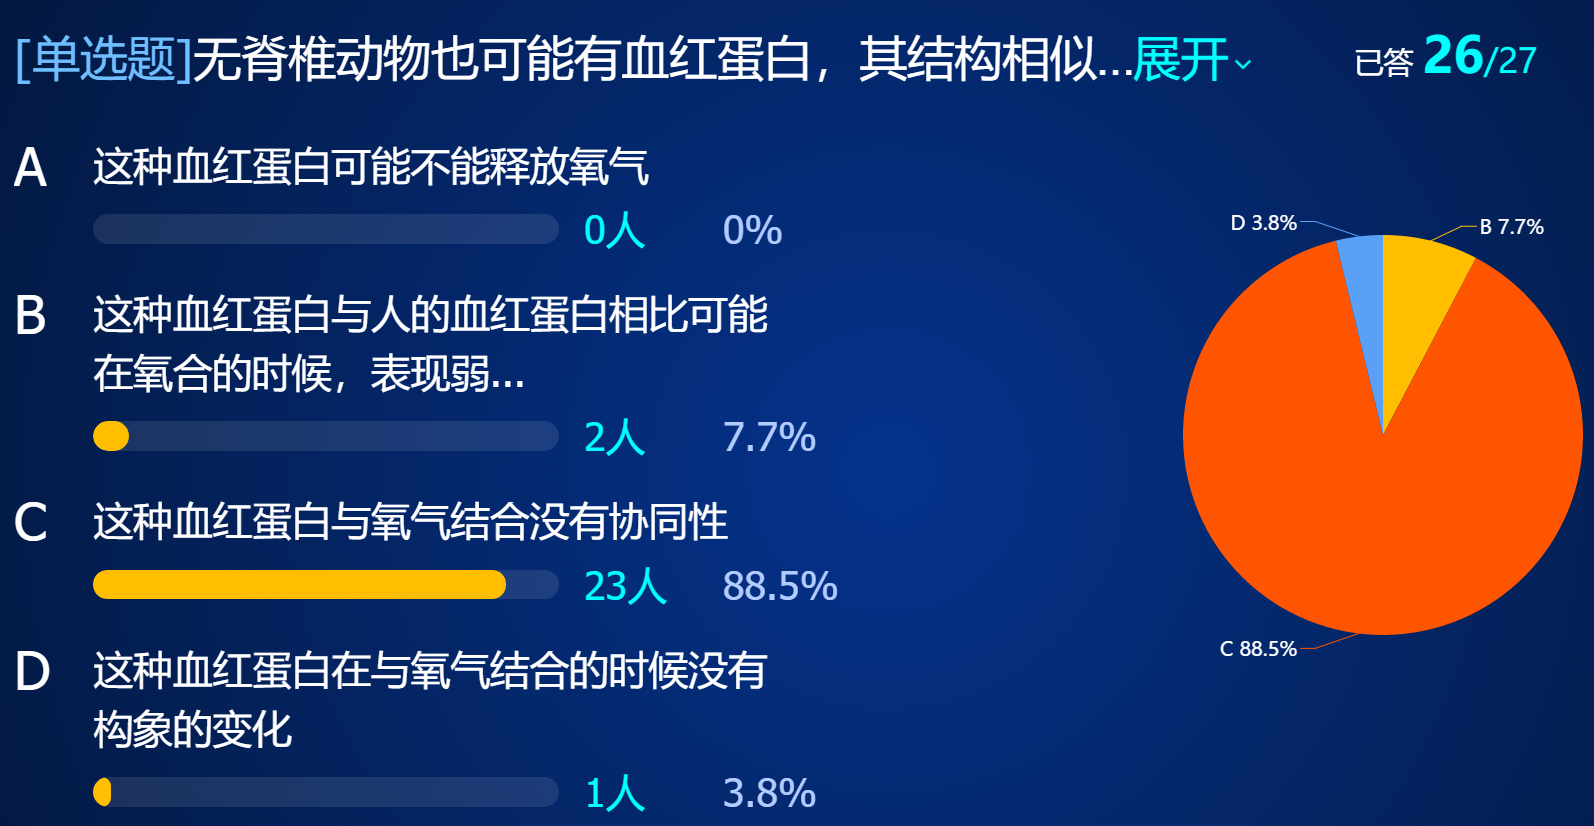 [单选题]无脊椎动物也可能有血红蛋白，其结构相似...展开
已答 26/27
A 这种血红蛋白可能不能释放氧气
0人 0%
B 这种血红蛋白与人的血红蛋白相比可能
在氧合的时候，表现弱...
2人 7.7%
C 这种血红蛋白与氧气结合没有协同性
23人 88.5%
D 这种血红蛋白在与氧气结合的时候没有
构象的变化
1人 3.8%
D 3.8%
B 7.7%
C 88.5%